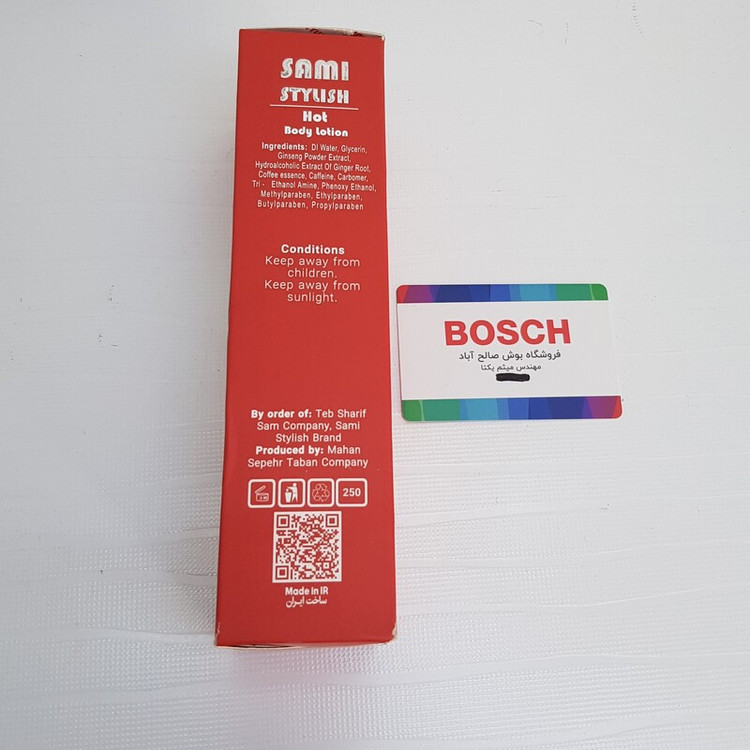 SAMI
STYLISH
Hot
Body Lotion
Ingredients: DI Water, Glycerin,
Ginseng Powder Extract,
Hydroalcoholic Extract Of Ginger Root,
Coffee essence, Caffeine, Carbomer,
Tri - Ethanol Amine, Phenoxy Ethanol,
Methylparaben, Ethylparaben,
Butylparaben, Propylparaben
Conditions
Keep away from
children.
Keep away from
sunlight.
By order of: Teb Sharif
Sam Company, Sami
Stylish Brand
Produced by: Mahan
Sepehr Taban Company
250
Made in IR
ساخت ایران
BOSCH
فروشگاه بوش صالح آباد
مهندس میثم یکتا